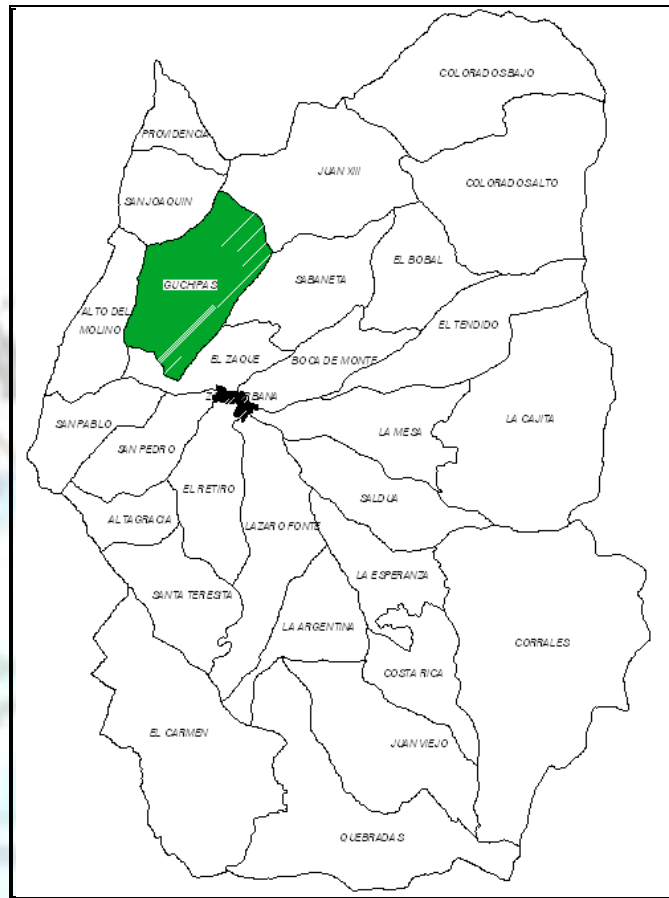 COLORADOS BAJO
PROVIDENCIA
JUAN XIII
COLORADOS ALTO
SAN JOAQUIN
EL BOBAL
SABANETA
GUCHIPAS
ALTO DEL
MOLINO
EL TENDIDO
EL ZAQUE
BOCA DE MONTE
SAN PABLO
LA MESA
LA CAJITA
SAN PEDRO
EL RETIRO
SALDUA
ALTAGRACIA
LAZARO FONTE
LA ESPERANZA
SANTA TERESITA
LA ARGENTINA
CORRALES
COSTA RICA
EL CARMEN
JUAN VIEJO
QUEBRADAS